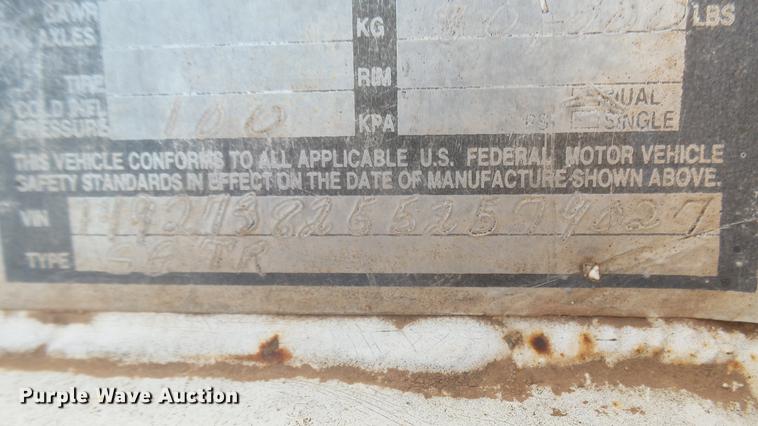 GAWR KG LBS
AXLES
TIRE RIM
COLD INFL DUAL
PRESSURE 100 KPA SINGLE
THIS VEHICLE CONFORMS TO ALL APPLICABLE U.S. FEDERAL MOTOR VEHICLE
SAFETY STANDARDS IN EFFECT ON THE DATE OF MANUFACTURE SHOWN ABOVE.
VIN
TYPE
Purple Wave Auction